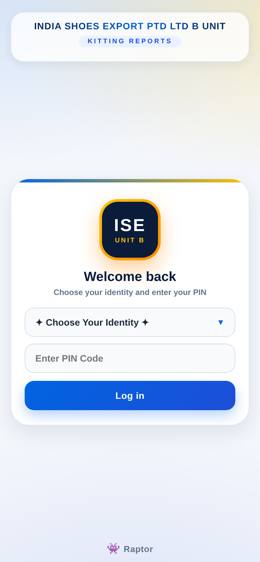 INDIA SHOES EXPORT PTD LTD B UNIT
KITTING REPORTS
ISE
UNIT B
Welcome back
Choose your identity and enter your PIN
✦ Choose Your Identity ✦ ▼
Enter PIN Code
Log in
👾 Raptor